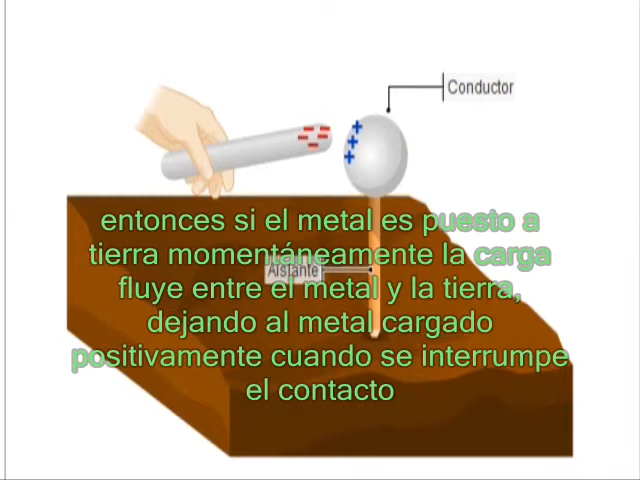 Conductor
entonces si el metal es puesto a
tierra momentáneamente la carga
Aislante
fluye entre el metal y la tierra,
dejando al metal cargado
positivamente cuando se interrumpe
el contacto